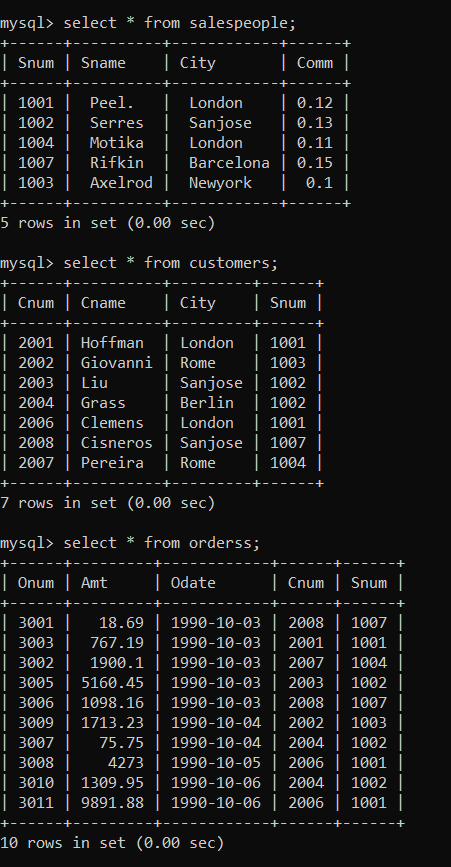 mysql> select * from salespeople;
+------+----------+-----------+------+
| Snum | Sname    | City      | Comm |
+------+----------+-----------+------+
| 1001 |  Peel.   |  London    | 0.12 |
| 1002 |  Serres  |  Sanjose   | 0.13 |
| 1004 |  Motika  |  London    | 0.11 |
| 1007 |  Rifkin  |  Barcelona | 0.15 |
| 1003 |  Axelrod |  Newyork   |  0.1 |
+------+----------+------------+------+
5 rows in set (0.00 sec)
mysql> select * from customers;
+------+----------+---------+------+
| Cnum | Cname    | City    | Snum |
+------+----------+---------+------+
| 2001 | Hoffman  | London  | 1001 |
| 2002 | Giovanni | Rome    | 1003 |
| 2003 | Liu      | Sanjose | 1002 |
| 2004 | Grass    | Berlin  | 1002 |
| 2006 | Clemens  | London  | 1001 |
| 2008 | Cisneros | Sanjose | 1007 |
| 2007 | Pereira  | Rome    | 1004 |
+------+----------+---------+------+
7 rows in set (0.00 sec)
mysql> select * from orderss;
+------+---------+------------+------+------+
| Onum | Amt     | Odate      | Cnum | Snum |
+------+---------+------------+------+------+
| 3001 |   18.69 | 1990-10-03 | 2008 | 1007 |
| 3003 |  767.19 | 1990-10-03 | 2001 | 1001 |
| 3002 |  1900.1 | 1990-10-03 | 2007 | 1004 |
| 3005 | 5160.45 | 1990-10-03 | 2003 | 1002 |
| 3006 | 1098.16 | 1990-10-03 | 2008 | 1007 |
| 3009 | 1713.23 | 1990-10-04 | 2002 | 1003 |
| 3007 |   75.75 | 1990-10-04 | 2004 | 1002 |
| 3008 |    4273 | 1990-10-05 | 2006 | 1001 |
| 3010 | 1309.95 | 1990-10-06 | 2004 | 1002 |
| 3011 | 9891.88 | 1990-10-06 | 2006 | 1001 |
+------+---------+------------+------+------+
10 rows in set (0.00 sec)